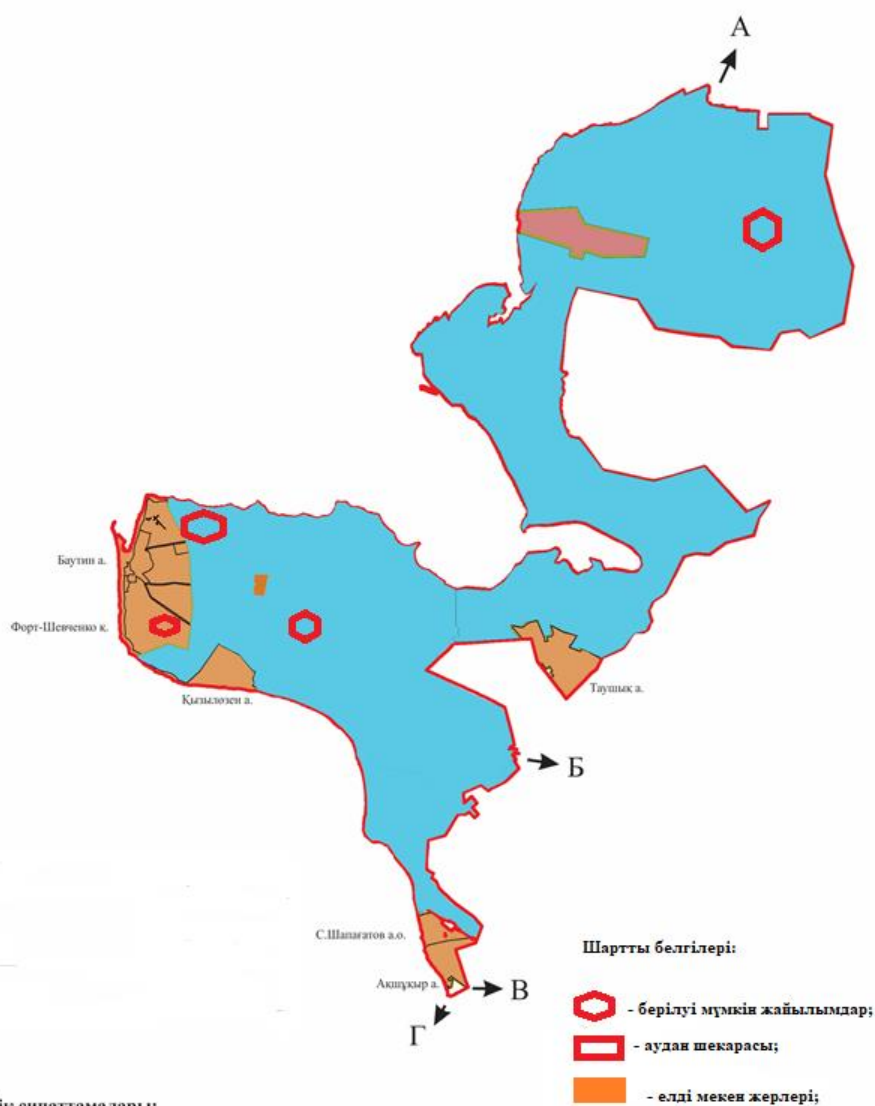 А
Баутин а.
Форт-Шевченко қ.
Қызылөзен а.
Таушық а.
Б
С.Шапағатов а.о.
Ақшұқыр а.
В
Г
Шартты белгілері:
- берілуі мүмкін жайылымдар;
- аудан шекарасы;
- елді мекен жерлері;